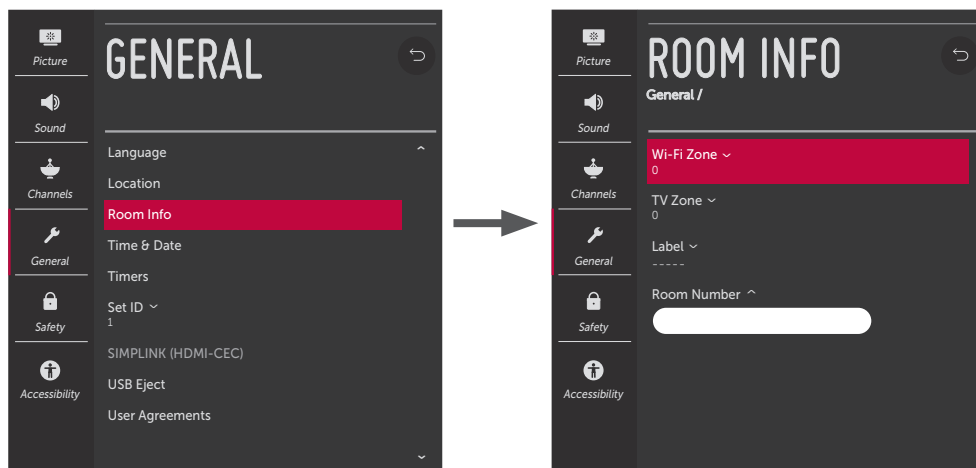 Picture
Sound
Channels
General
Safety
Accessibility
GENERAL
Language
Location
Room Info
Time & Date
Timers
Set ID
1
SIMPLINK (HDMI-CEC)
USB Eject
User Agreements
Picture
Sound
Channels
General
Safety
Accessibility
ROOM INFO
General /
Wi-Fi Zone
0
TV Zone
0
Label
-----
Room Number